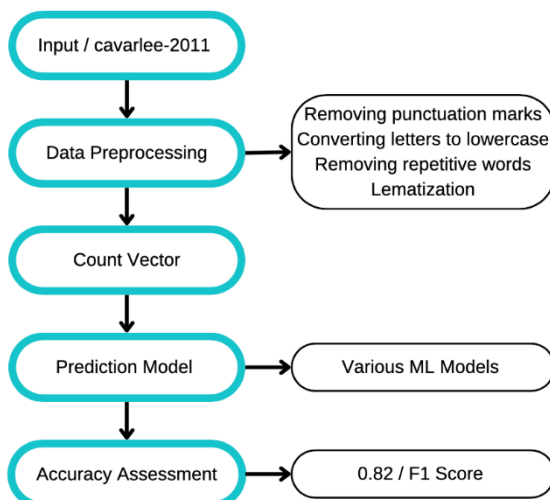 Input / cavarlee-2011
Data Preprocessing
Removing punctuation marks
Converting letters to lowercase
Removing repetitive words
Lematization
Count Vector
Prediction Model
Various ML Models
Accuracy Assessment
0.82 / F1 Score